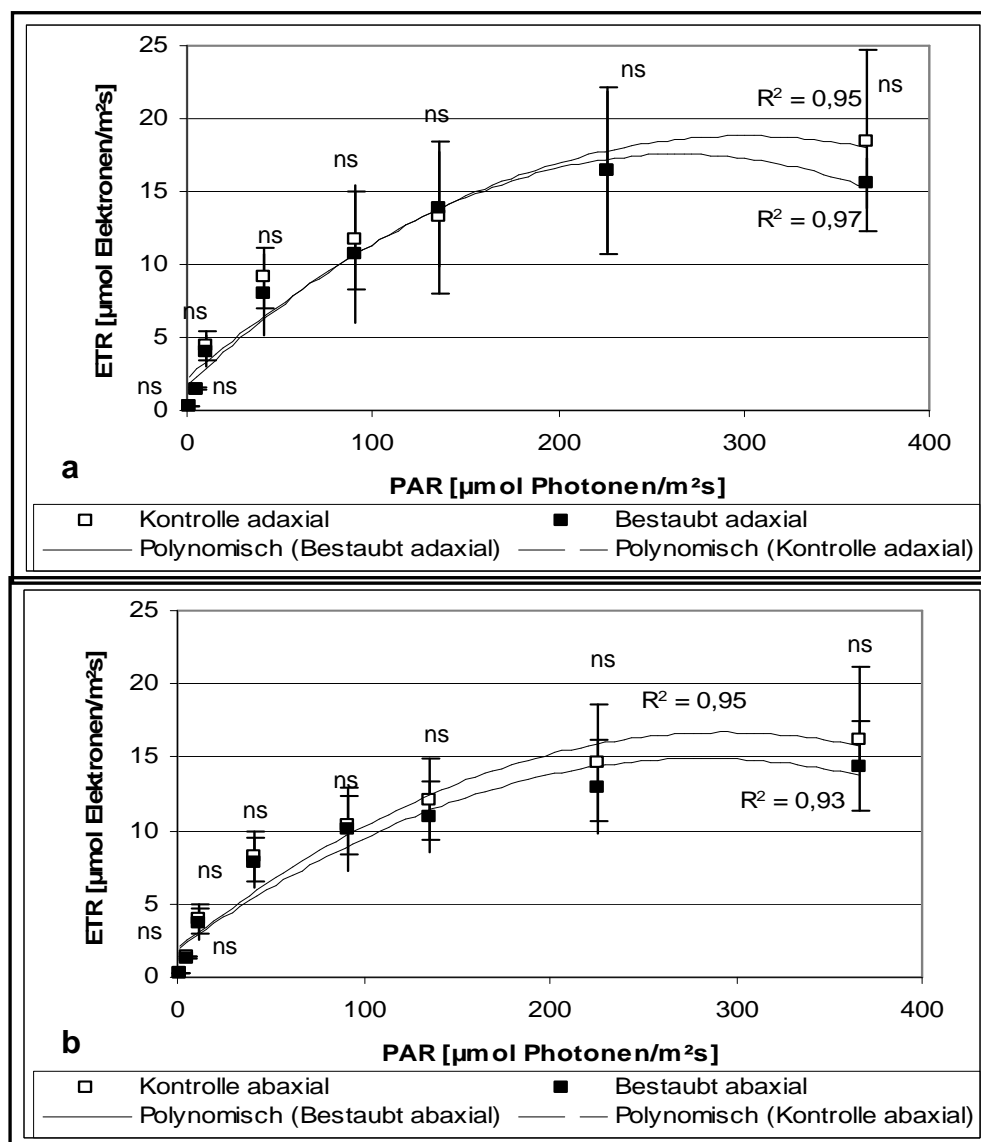 25
20
15
10
5
0
ETR [µmol Elektronen/m²s]
ns
ns
ns
ns
ns
ns
ns
ns
R² = 0,95
R² = 0,97
0
100
200
300
400
a
PAR [µmol Photonen/m²s]
Kontrolle adaxial
Bestaubt adaxial
Polynomisch (Bestaubt adaxial)
Polynomisch (Kontrolle adaxial)
25
20
15
10
5
0
ETR [µmol Elektronen/m²s]
ns
ns
ns
ns
ns
ns
ns
ns
R² = 0,95
R² = 0,93
0
100
200
300
400
b
PAR [µmol Photonen/m²s]
Kontrolle abaxial
Bestaubt abaxial
Polynomisch (Bestaubt abaxial)
Polynomisch (Kontrolle abaxial)